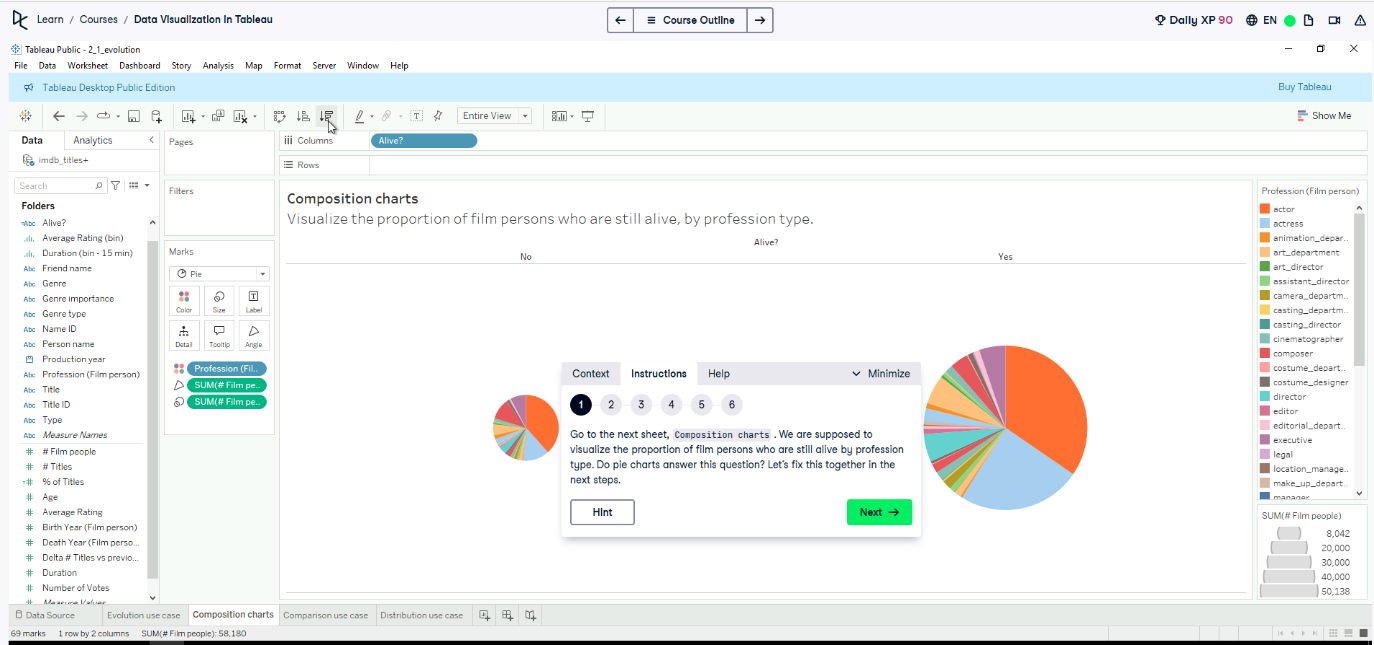 Learn / Courses / Data Visualization in Tableau
Course Outline
Daily XP 90
EN
Tableau Public - 2_1_evolution
File Data Worksheet Dashboard Story Analysis Map Format Server Window Help
Tableau Desktop Public Edition
Buy Tableau
Entire View
Show Me
Data Analytics
imdb_titles+
Search
Folders
Alive?
Average Rating (bin)
Duration (bin - 15 min)
Friend name
Genre
Genre importance
Genre type
Name ID
Person name
Production year
Profession (Film person)
Title
Title ID
Type
Measure Names
# Film people
# Titles
% of Titles
Age
Average Rating
Birth Year (Film person)
Death Year (Film perso...
Delta # Titles vs previo...
Duration
Number of Votes
Measure Values
Pages
Filters
Marks
Pie
Color Size Label
Detail Tooltip Angle
Profession (Fil..
SUM(# Film pe..
SUM(# Film pe..
Columns Alive?
Rows
Composition charts
Visualize the proportion of film persons who are still alive, by profession type.
Alive?
No Yes
Context Instructions Help Minimize
1 2 3 4 5 6
Go to the next sheet, Composition charts . We are supposed to
visualize the proportion of film persons who are still alive by profession
type. Do pie charts answer this question? Let's fix this together in the
next steps.
Hint Next →
Profession (Film person)
actor
actress
animation_depar..
art_department
art_director
assistant_director
camera_departm..
casting_departm..
casting_director
cinematographer
composer
costume_depart..
costume_designer
director
editor
editorial_depart..
executive
legal
location_manage..
make_up_depart..
manager
SUM(# Film people)
8,042
20,000
30,000
40,000
50,138
Data Source Evolution use case Composition charts Comparison use case Distribution use case
69 marks 1 row by 2 columns SUM(# Film people): 58,180